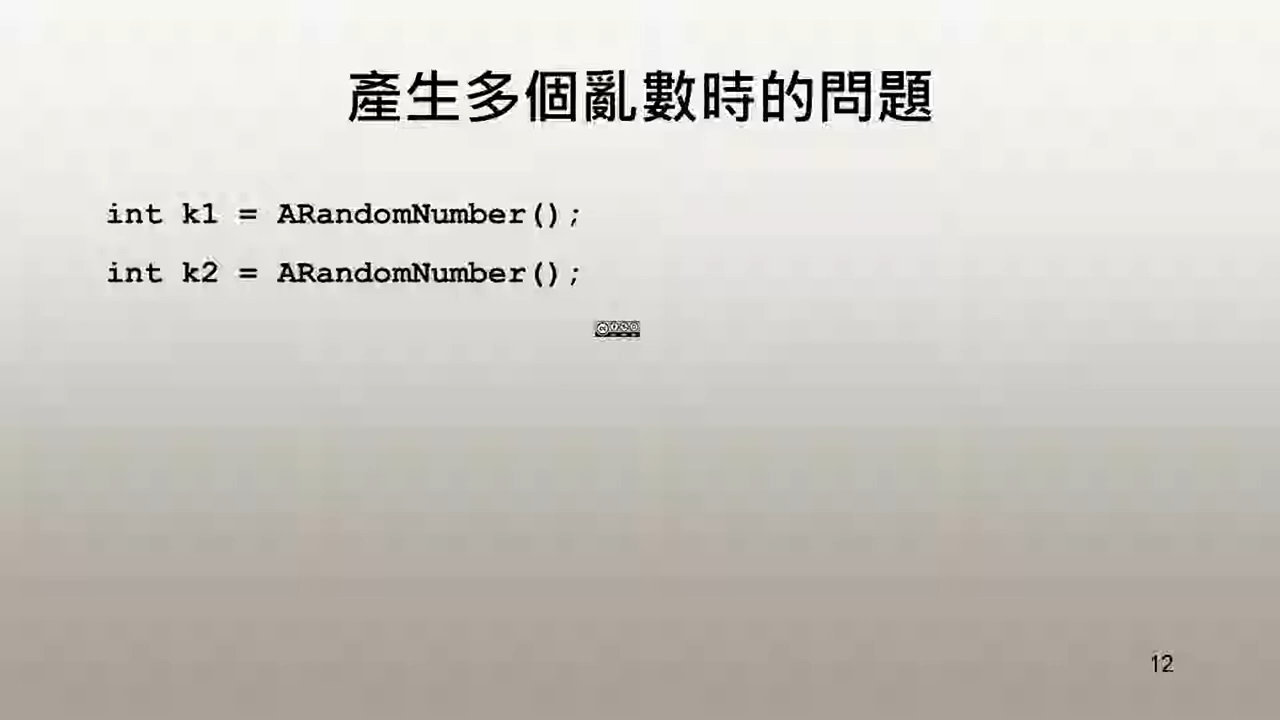 產生多個亂數時的問題
int k1 = ARandomNumber();
int k2 = ARandomNumber();
12